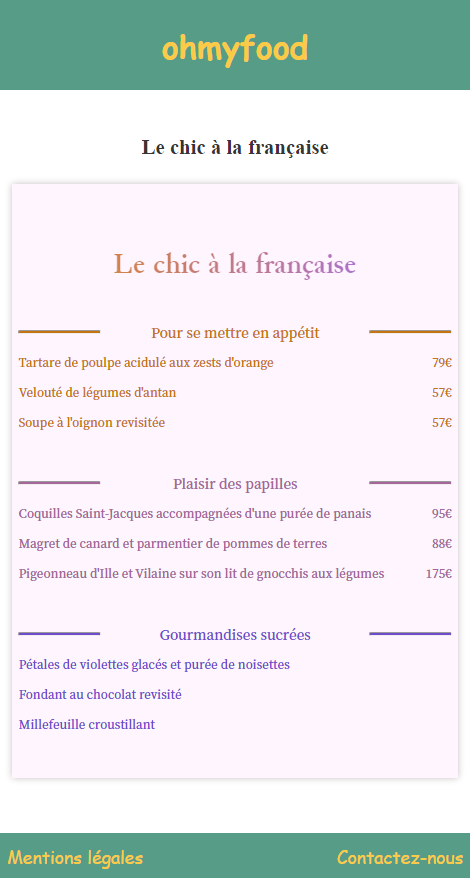 ohmyfood
Le chic à la française
Le chic à la française
Pour se mettre en appétit
Tartare de poulpe acidulé aux zests d'orange 79€
Velouté de légumes d'antan 57€
Soupe à l'oignon revisitée 57€
Plaisir des papilles
Coquilles Saint-Jacques accompagnées d'une purée de panais 95€
Magret de canard et parmentier de pommes de terres 88€
Pigeonneau d'Ille et Vilaine sur son lit de gnocchis aux légumes 175€
Gourmandises sucrées
Pétales de violettes glacés et purée de noisettes
Fondant au chocolat revisité
Millefeuille croustillant
Mentions légales Contactez-nous